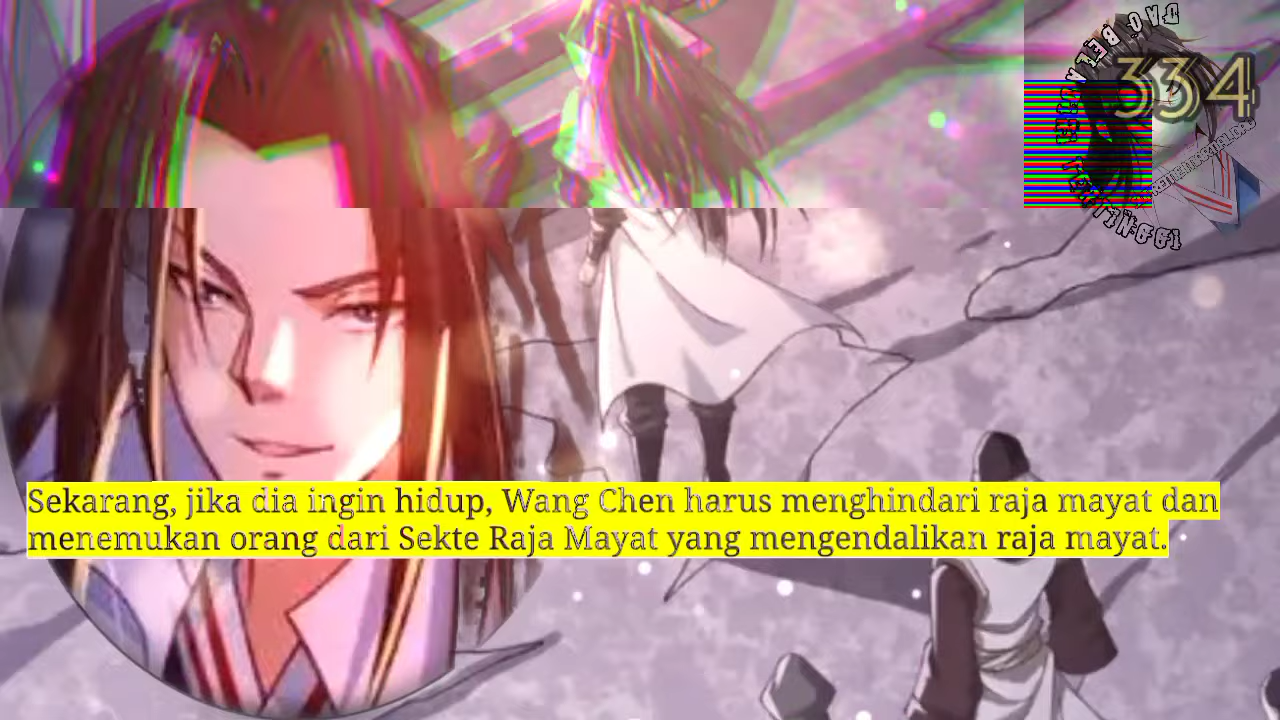 334
Sekarang, jika dia ingin hidup, Wang Chen harus menghindari raja mayat dan
menemukan orang dari Sekte Raja Mayat yang mengendalikan raja mayat.